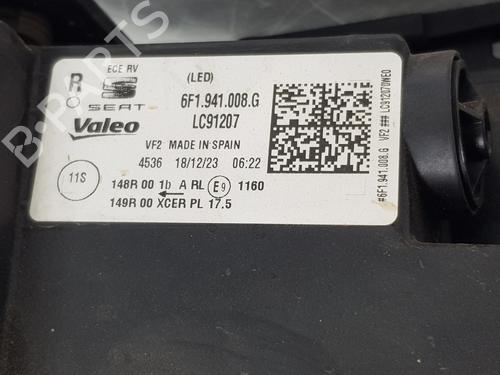 R
ECE RV
(LED)
SEAT
6F1.941.008.G
Valeo
LC91207
VF2 MADE IN SPAIN
4536 18/12/23 06:22
11S
148R 00 1b A RL E9 1160
149R 00 XCER PL 17.5
#6F1.941.008.G VF2 ### LC91207
B-PARTS